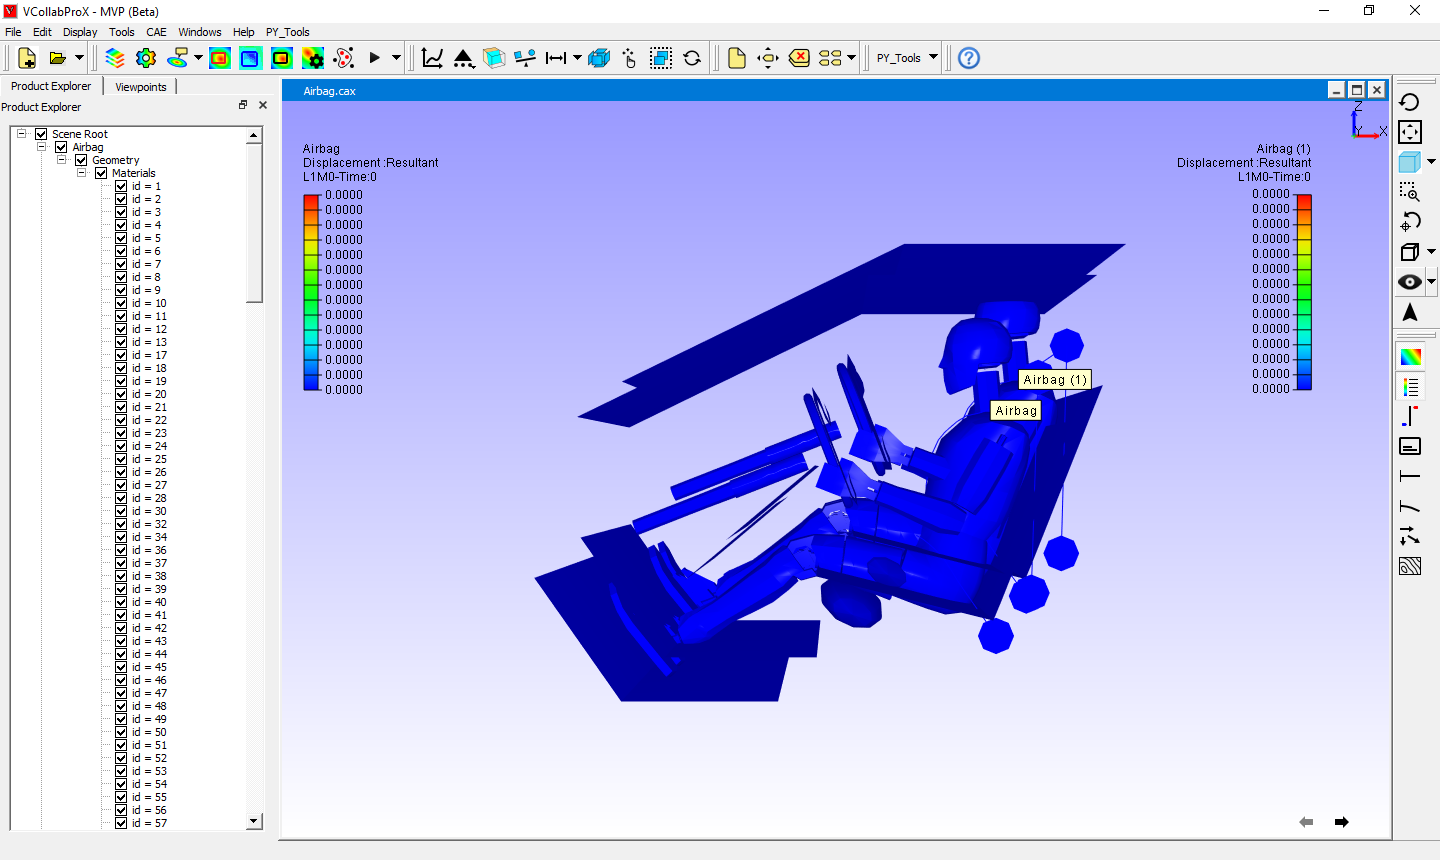 VCollabProX - MVP (Beta)
File Edit Display Tools CAE Windows Help PY_Tools
PY_Tools
Product Explorer
Viewpoints
Product Explorer
Scene Root
Airbag
Geometry
Materials
id = 1
id = 2
id = 3
id = 4
id = 5
id = 6
id = 7
id = 8
id = 9
id = 10
id = 11
id = 12
id = 13
id = 17
id = 18
id = 19
id = 20
id = 21
id = 22
id = 23
id = 24
id = 25
id = 26
id = 27
id = 28
id = 30
id = 32
id = 34
id = 36
id = 37
id = 38
id = 39
id = 40
id = 41
id = 42
id = 43
id = 44
id = 45
id = 46
id = 47
id = 48
id = 49
id = 50
id = 51
id = 52
id = 53
id = 54
id = 55
id = 56
id = 57
Airbag.cax
Airbag
Displacement :Resultant
L1M0-Time:0
0.0000
0.0000
0.0000
0.0000
0.0000
0.0000
0.0000
0.0000
0.0000
0.0000
0.0000
0.0000
0.0000
0.0000
Airbag (1)
Displacement :Resultant
L1M0-Time:0
0.0000
0.0000
0.0000
0.0000
0.0000
0.0000
0.0000
0.0000
0.0000
0.0000
0.0000
0.0000
0.0000
0.0000
Z
Y
X
Airbag (1)
Airbag